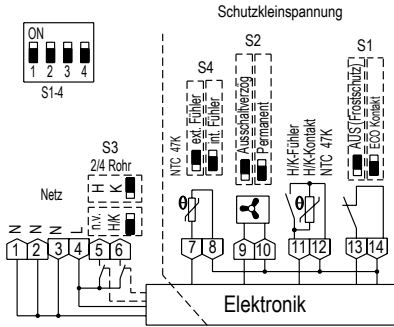 Schutzkleinspannung
ON
1 2 3 4
S1-4
S4
S2
S1
NTC 47K
ext. Fühler
int. Fühler
Ausschaltverzög
Permanent
H/K-Fühler
H/K-Kontakt
NTC 47K
AUS (Frostschutz)
ECO Kontakt
S3
2/4 Rohr
H
K
n.V.
H/K
Netz
N N N L
θ
θ
1 2 3 4 5 6
7 8 9 10 11 12 13 14
Elektronik